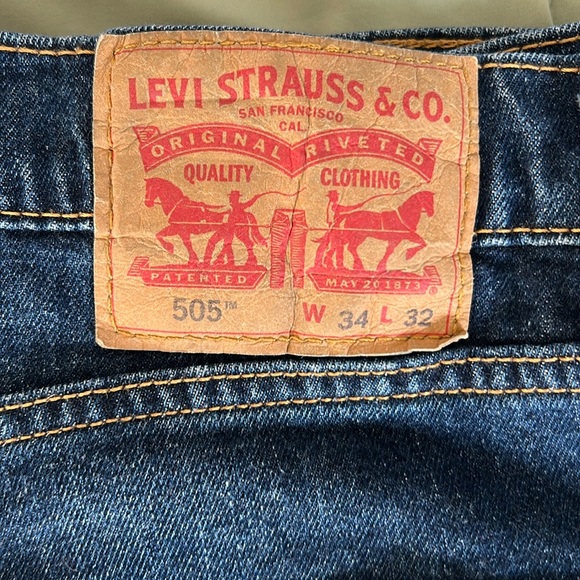 LEVI STRAUSS & CO.
SAN FRANCISCO
CAL.
ORIGINAL RIVETED
QUALITY CLOTHING
PATENTED MAY 20 1873 ®
505™ W 34 L 32